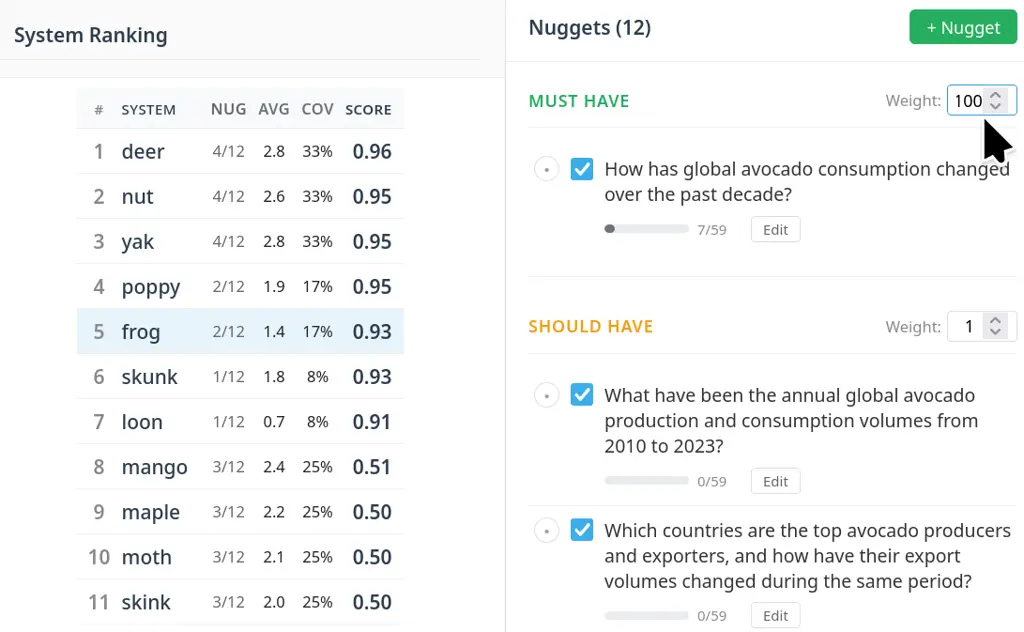 System Ranking
# SYSTEM NUG AVG COV SCORE
1 deer 4/12 2.8 33% 0.96
2 nut 4/12 2.6 33% 0.95
3 yak 4/12 2.8 33% 0.95
4 poppy 2/12 1.9 17% 0.95
5 frog 2/12 1.4 17% 0.93
6 skunk 1/12 1.8 8% 0.93
7 loon 1/12 0.7 8% 0.91
8 mango 3/12 2.4 25% 0.51
9 maple 3/12 2.2 25% 0.50
10 moth 3/12 2.1 25% 0.50
11 skink 3/12 2.0 25% 0.50
Nuggets (12)
+ Nugget
MUST HAVE
Weight: 100
How has global avocado consumption changed
over the past decade?
7/59 Edit
SHOULD HAVE
Weight: 1
What have been the annual global avocado
production and consumption volumes from
2010 to 2023?
0/59 Edit
Which countries are the top avocado producers
and exporters, and how have their export
volumes changed during the same period?
0/59 Edit